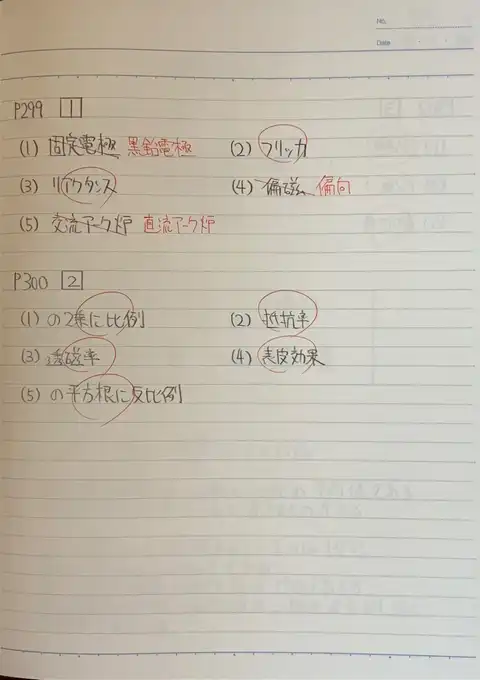 No.
Date
P299 1
(1) 固定電極 黒鉛電極 (2) フリッカ
(3) リアクタンス (4) 偏磁 偏向
(5) 交流アーク炉 直流アーク炉
P300 2
(1) の2乗に比例 (2) 抵抗率
(3) 透磁率 (4) 表皮効果
(5) の平方根に反比例